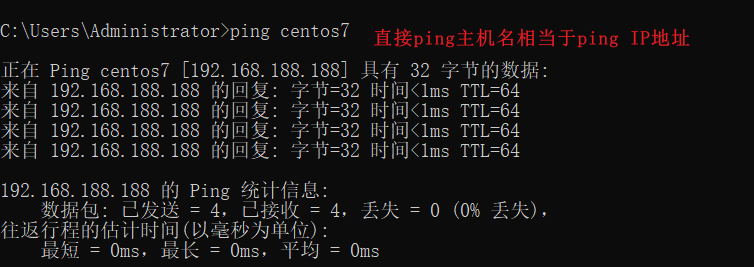 C:\Users\Administrator>ping centos7
直接ping主机名相当于ping IP地址
正在 Ping centos7 [192.168.188.188] 具有 32 字节的数据:
来自 192.168.188.188 的回复: 字节=32 时间<1ms TTL=64
来自 192.168.188.188 的回复: 字节=32 时间<1ms TTL=64
来自 192.168.188.188 的回复: 字节=32 时间<1ms TTL=64
来自 192.168.188.188 的回复: 字节=32 时间<1ms TTL=64
192.168.188.188 的 Ping 统计信息:
数据包: 已发送 = 4，已接收 = 4，丢失 = 0 (0% 丢失)，
往返行程的估计时间(以毫秒为单位):
最短 = 0ms，最长 = 0ms，平均 = 0ms